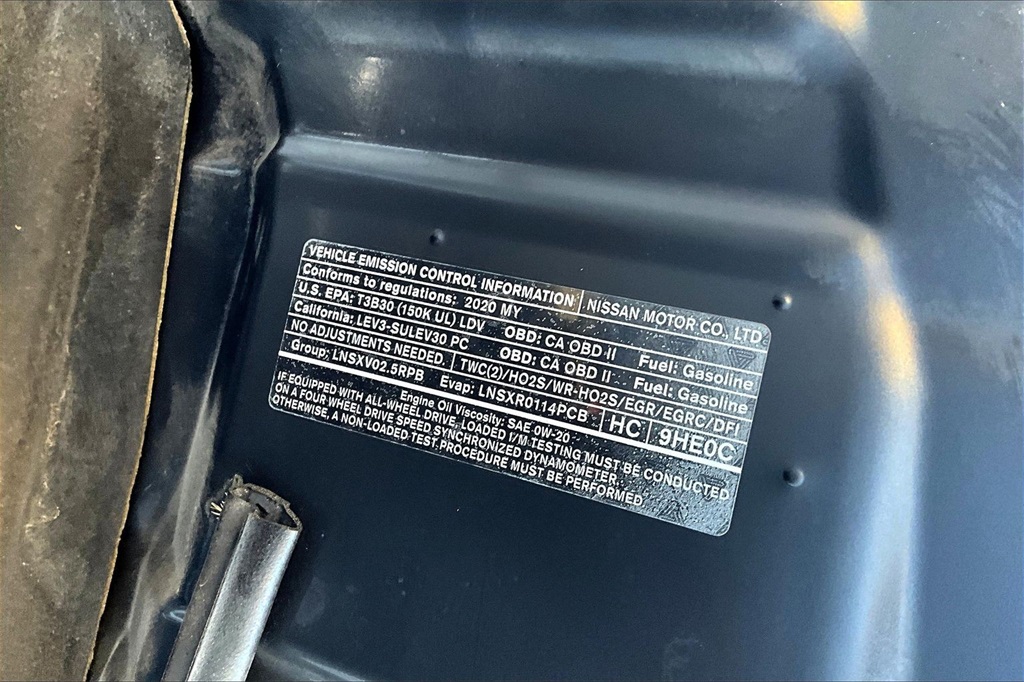 VEHICLE EMISSION CONTROL INFORMATION NISSAN MOTOR CO., LTD
Conforms to regulations: 2020 MY
U.S. EPA: T3B30 (150K UL) LDV OBD: CA OBD II Fuel: Gasoline
California: LEV3-SULEV30 PC OBD: CA OBD II Fuel: Gasoline
NO ADJUSTMENTS NEEDED. TWC(2)/HO2S/WR-HO2S/EGR/EGRC/DFI
Group: LNSXV02.5RPB Evap: LNSXR0114PCB HC 9HE0C
Engine Oil Viscosity: SAE 0W-20
IF EQUIPPED WITH ALL-WHEEL DRIVE, LOADED I/M TESTING MUST BE CONDUCTED
ON A FOUR WHEEL DRIVE SPEED SYNCHRONIZED DYNAMOMETER.
OTHERWISE, A NON-LOADED TEST PROCEDURE MUST BE PERFORMED.